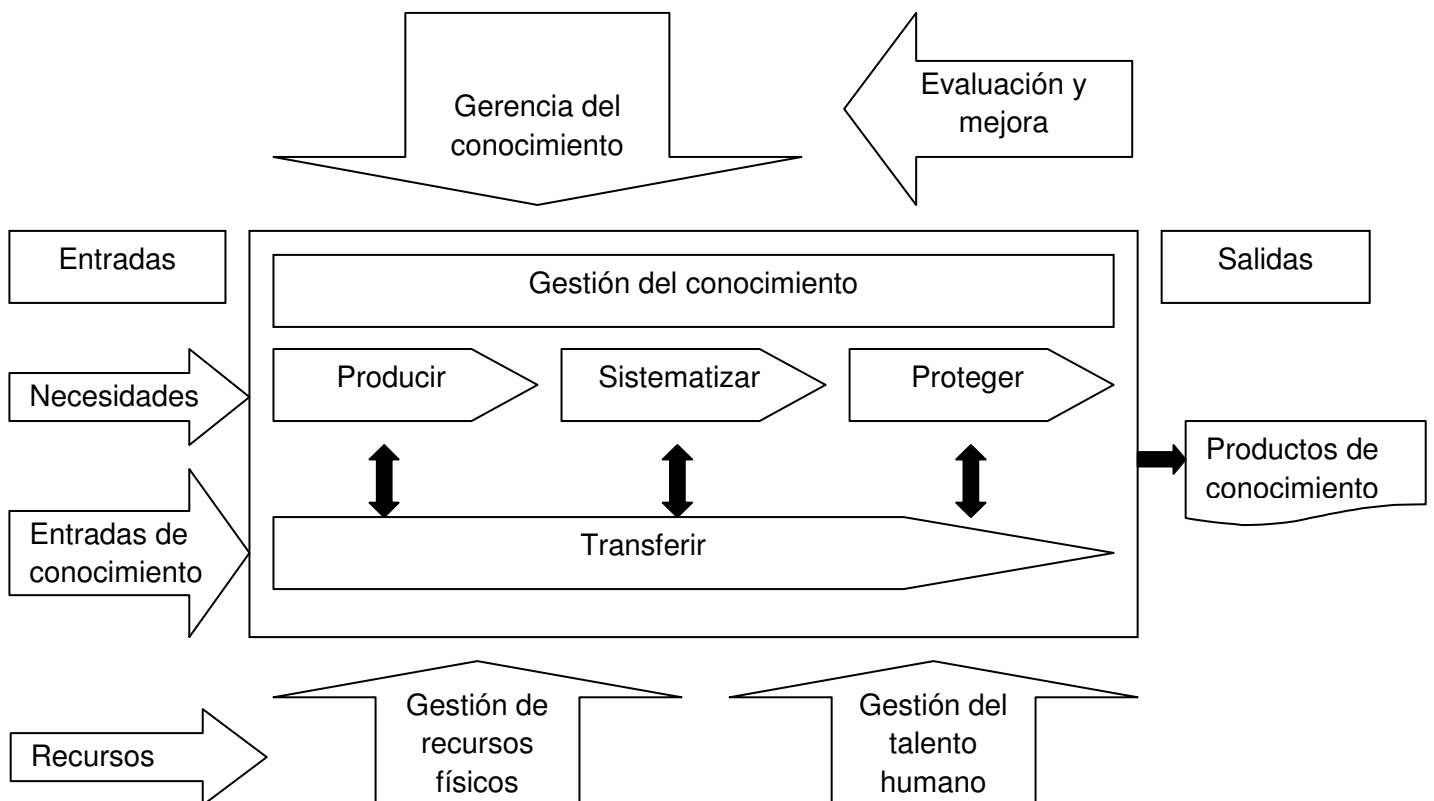 Gerencia del
conocimiento
Evaluación y
mejora
Entradas
Gestión del conocimiento
Salidas
Necesidades
Producir
Sistematizar
Proteger
Productos de
conocimiento
Entradas de
conocimiento
Transferir
Recursos
Gestión de
recursos
físicos
Gestión del
talento
humano